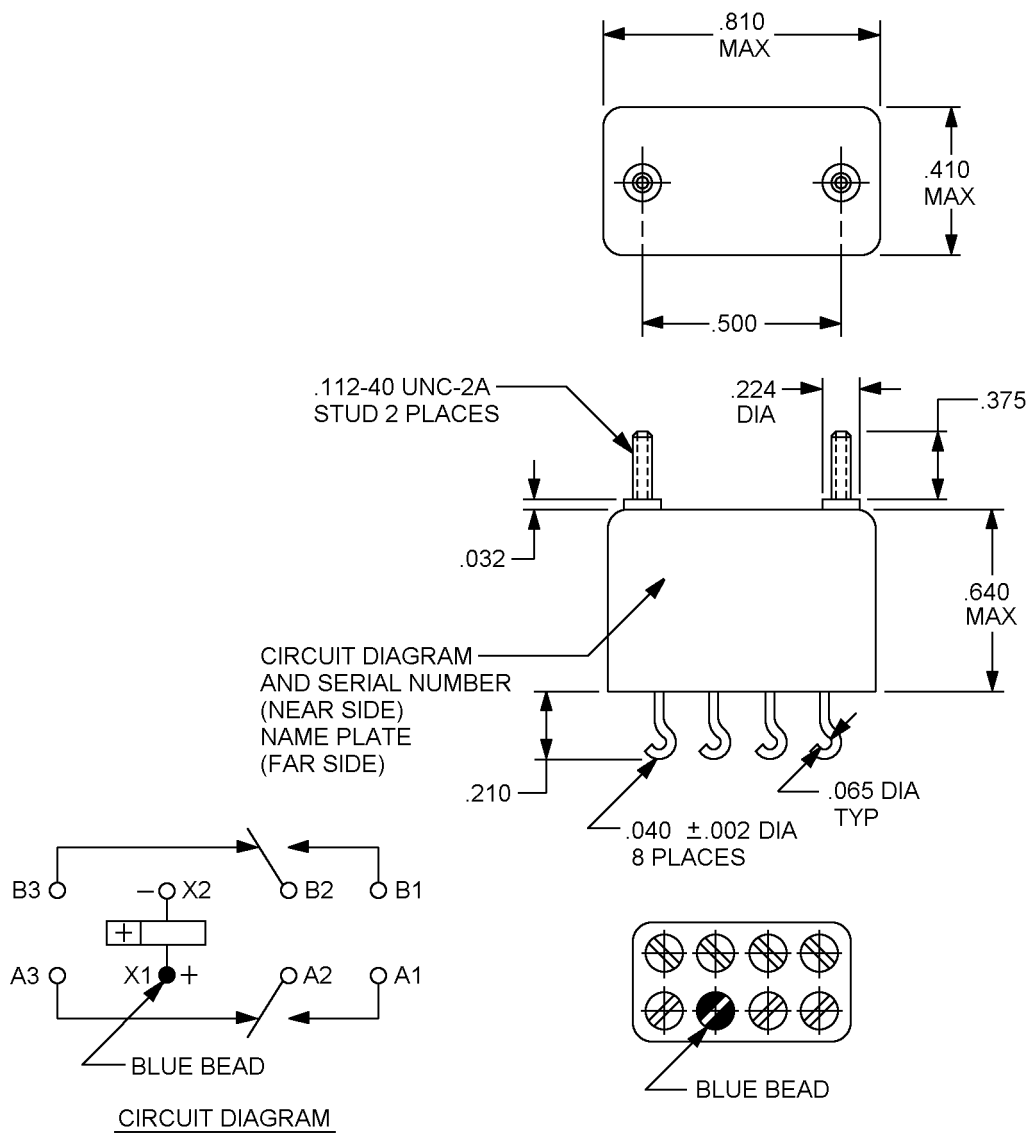 .810
MAX
.410
MAX
.500
.112-40 UNC-2A
STUD 2 PLACES
.224
DIA
.375
.032
.640
MAX
CIRCUIT DIAGRAM
AND SERIAL NUMBER
(NEAR SIDE)
NAME PLATE
(FAR SIDE)
.210
.065 DIA
TYP
.040 ±.002 DIA
8 PLACES
B3
− X2
B2
B1
+
A3
X1 +
A2
A1
BLUE BEAD
BLUE BEAD
CIRCUIT DIAGRAM